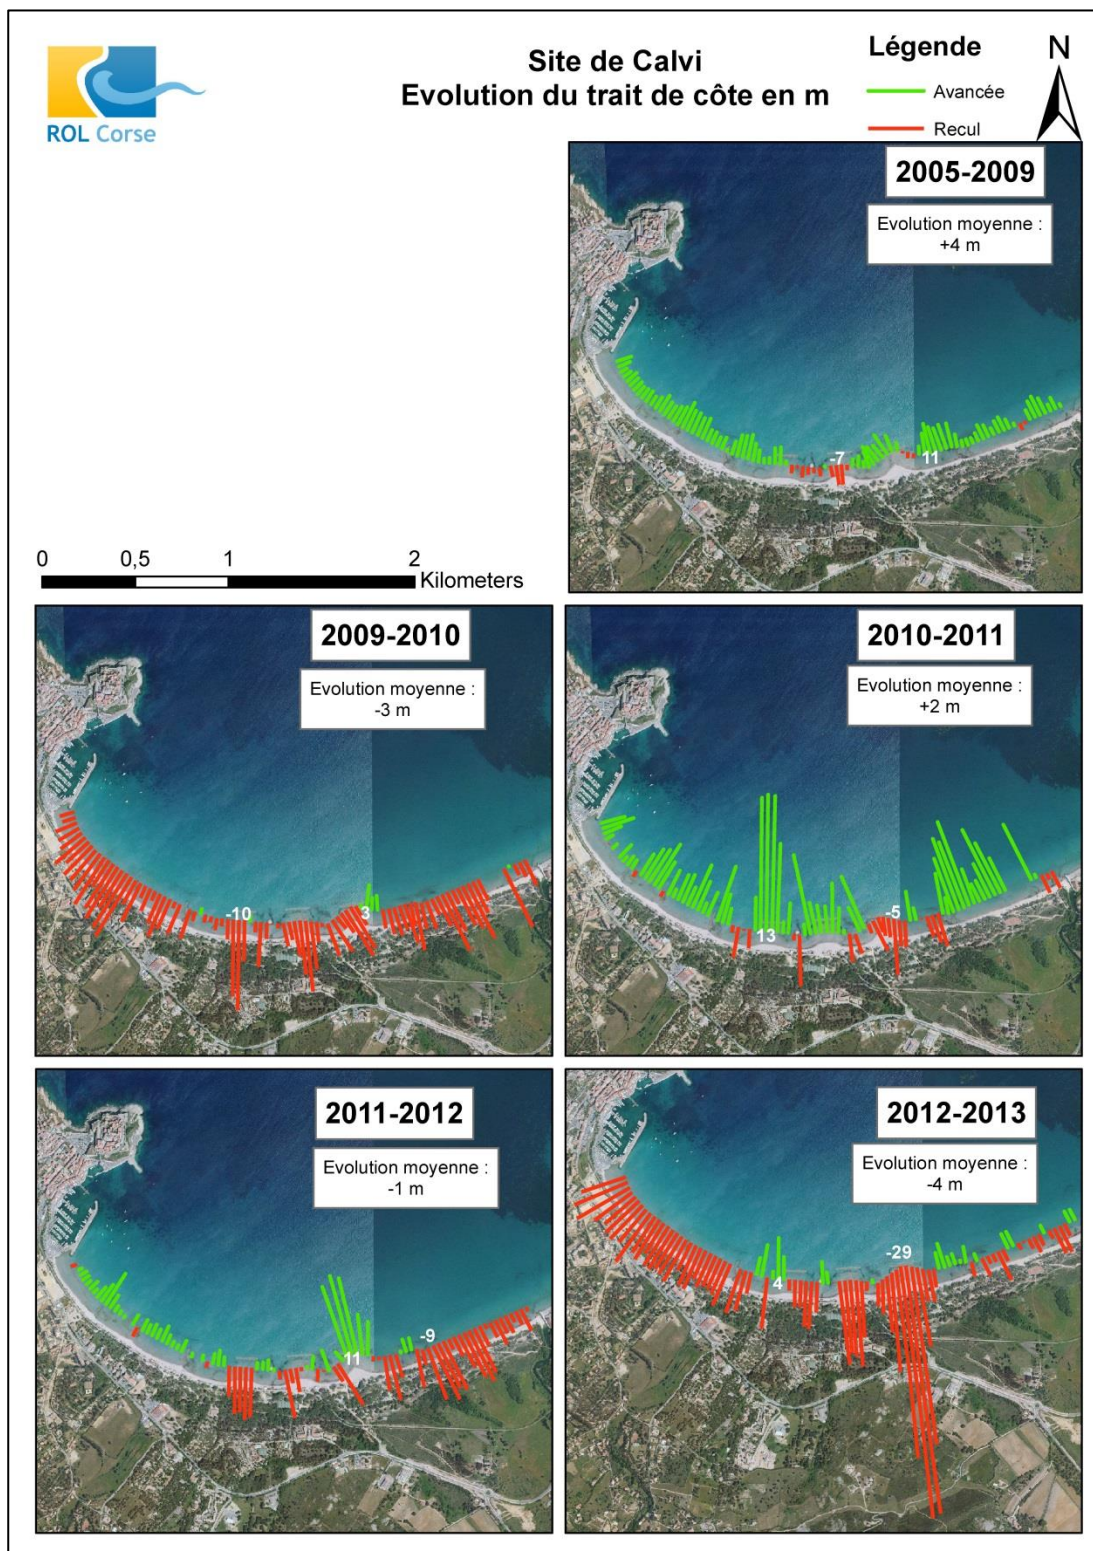 Site de Calvi
Evolution du trait de côte en m
Légende
N
Avancée
Recul
ROL Corse
2005-2009
Evolution moyenne :
+4 m
-7
11
0 0,5 1 2
Kilometers
2009-2010
Evolution moyenne :
-3 m
-10
3
2010-2011
Evolution moyenne :
+2 m
13
-5
2011-2012
Evolution moyenne :
-1 m
11
-9
2012-2013
Evolution moyenne :
-4 m
4
-29